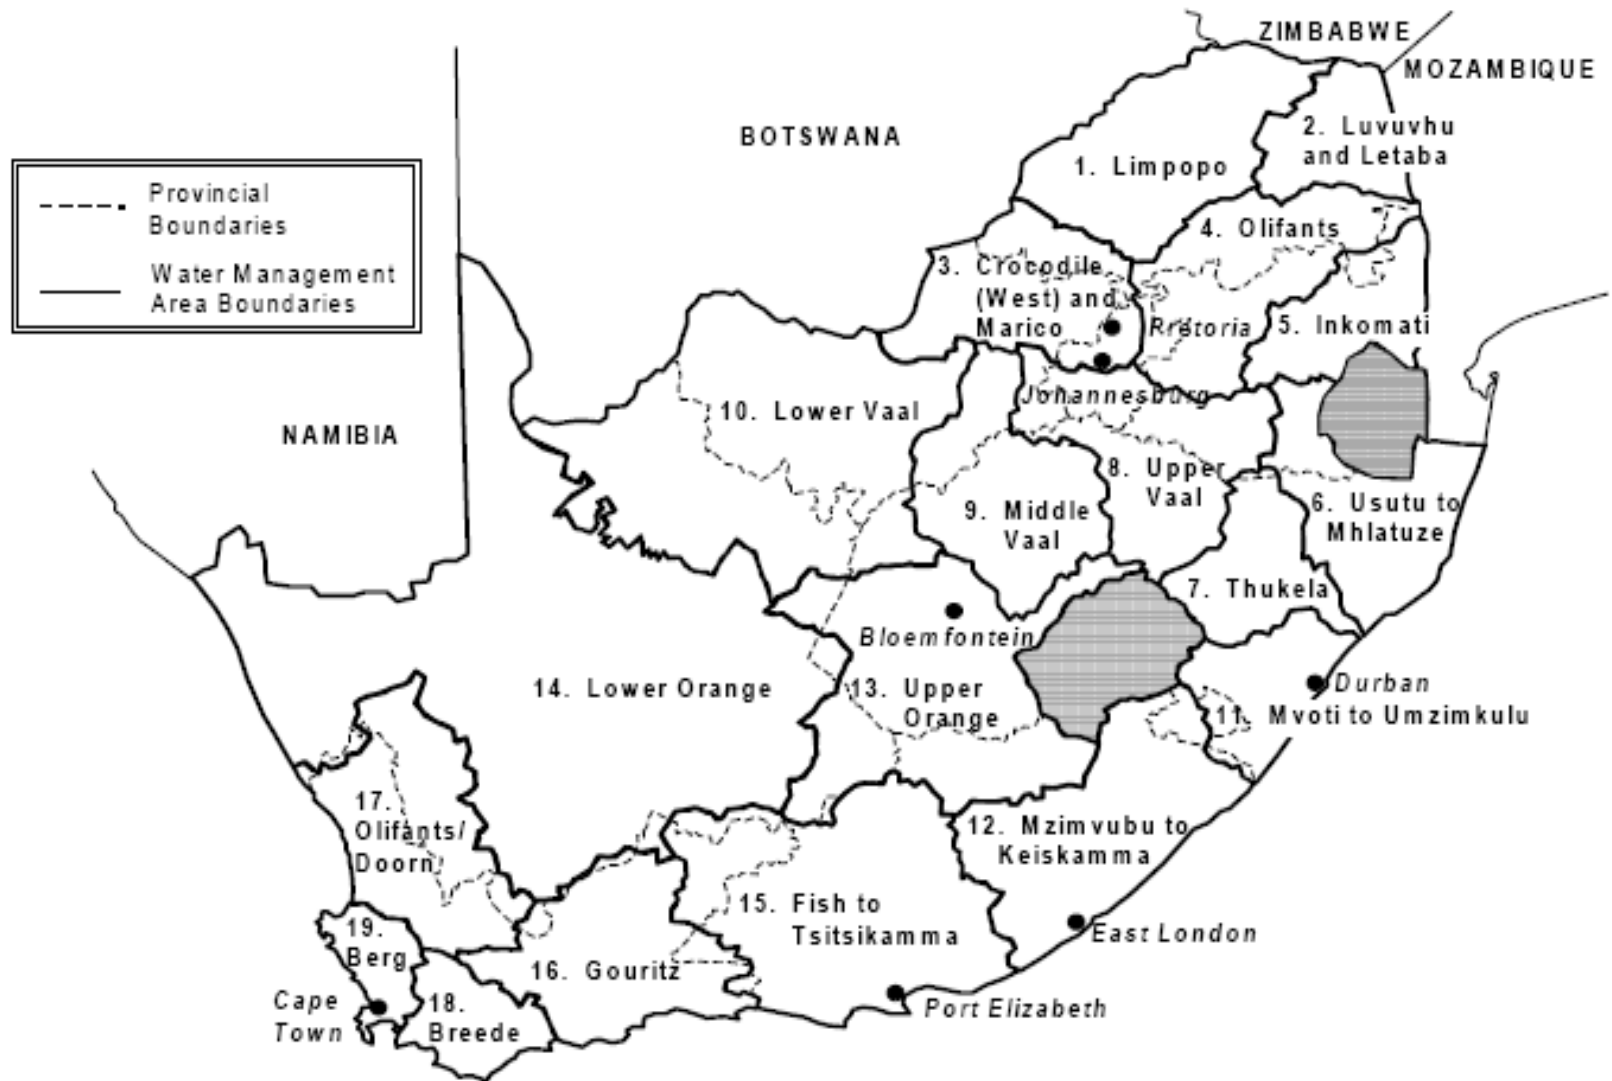 ZIMBABWE
MOZAMBIQUE
BOTSWANA
2. Luvuvhu
and Letaba
1. Limpopo
Provincial
Boundaries
Water Management
Area Boundaries
4. Olifants
3. Crocodile
(West) and
Marico
Pretoria
5. Inkomati
Johannesburg
10. Lower Vaal
NAMIBIA
8. Upper
Vaal
9. Middle
Vaal
6. Usutu to
Mhlatuze
7. Thukela
Bloemfontein
14. Lower Orange
13. Upper
Orange
Durban
11. Mvoti to Umzimkulu
17.
Olifants/
Doorn
12. Mzimvubu to
Keiskamma
15. Fish to
Tsitsikamma
East London
19.
Berg
16. Gouritz
Cape
Town
18.
Breede
Port Elizabeth